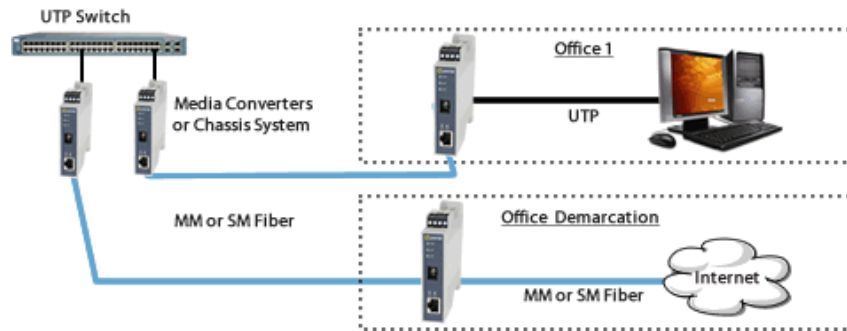 UTP Switch
Office 1
Media Converters
or Chassis System
UTP
MM or SM Fiber
Office Demarcation
Internet
MM or SM Fiber